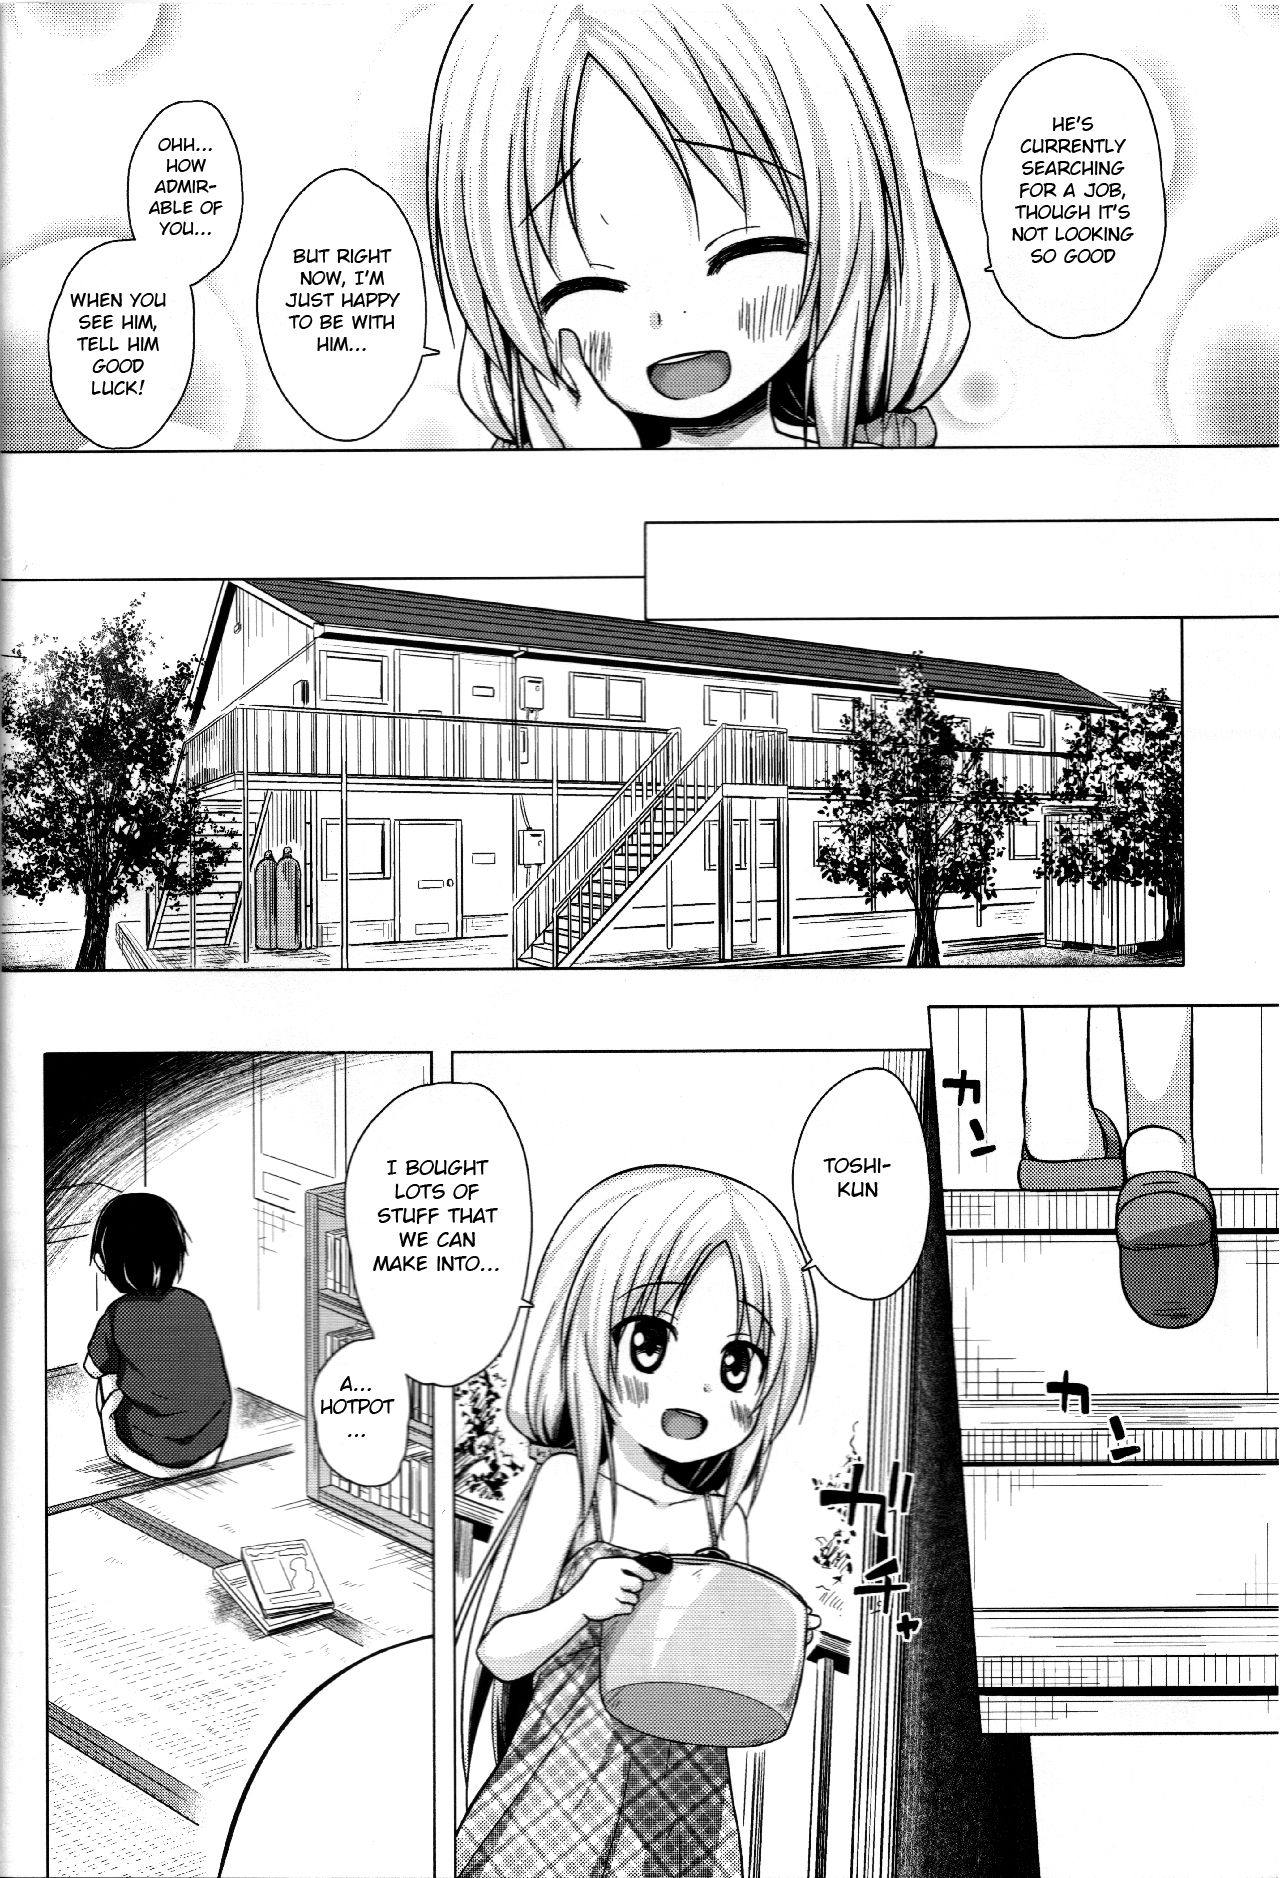 HE'S
CURRENTLY
SEARCHING
FOR A JOB,
THOUGH IT'S
NOT LOOKING
SO GOOD
BUT RIGHT
NOW, I'M
JUST HAPPY
TO BE WITH
HIM...
OHH...
HOW
ADMIR-
ABLE OF
YOU...
WHEN YOU
SEE HIM,
TELL HIM
GOOD
LUCK!
カン
カン
TOSHI-
KUN
ガチャ
I BOUGHT
LOTS OF
STUFF THAT
WE CAN
MAKE INTO...
A...
HOTPOT
...